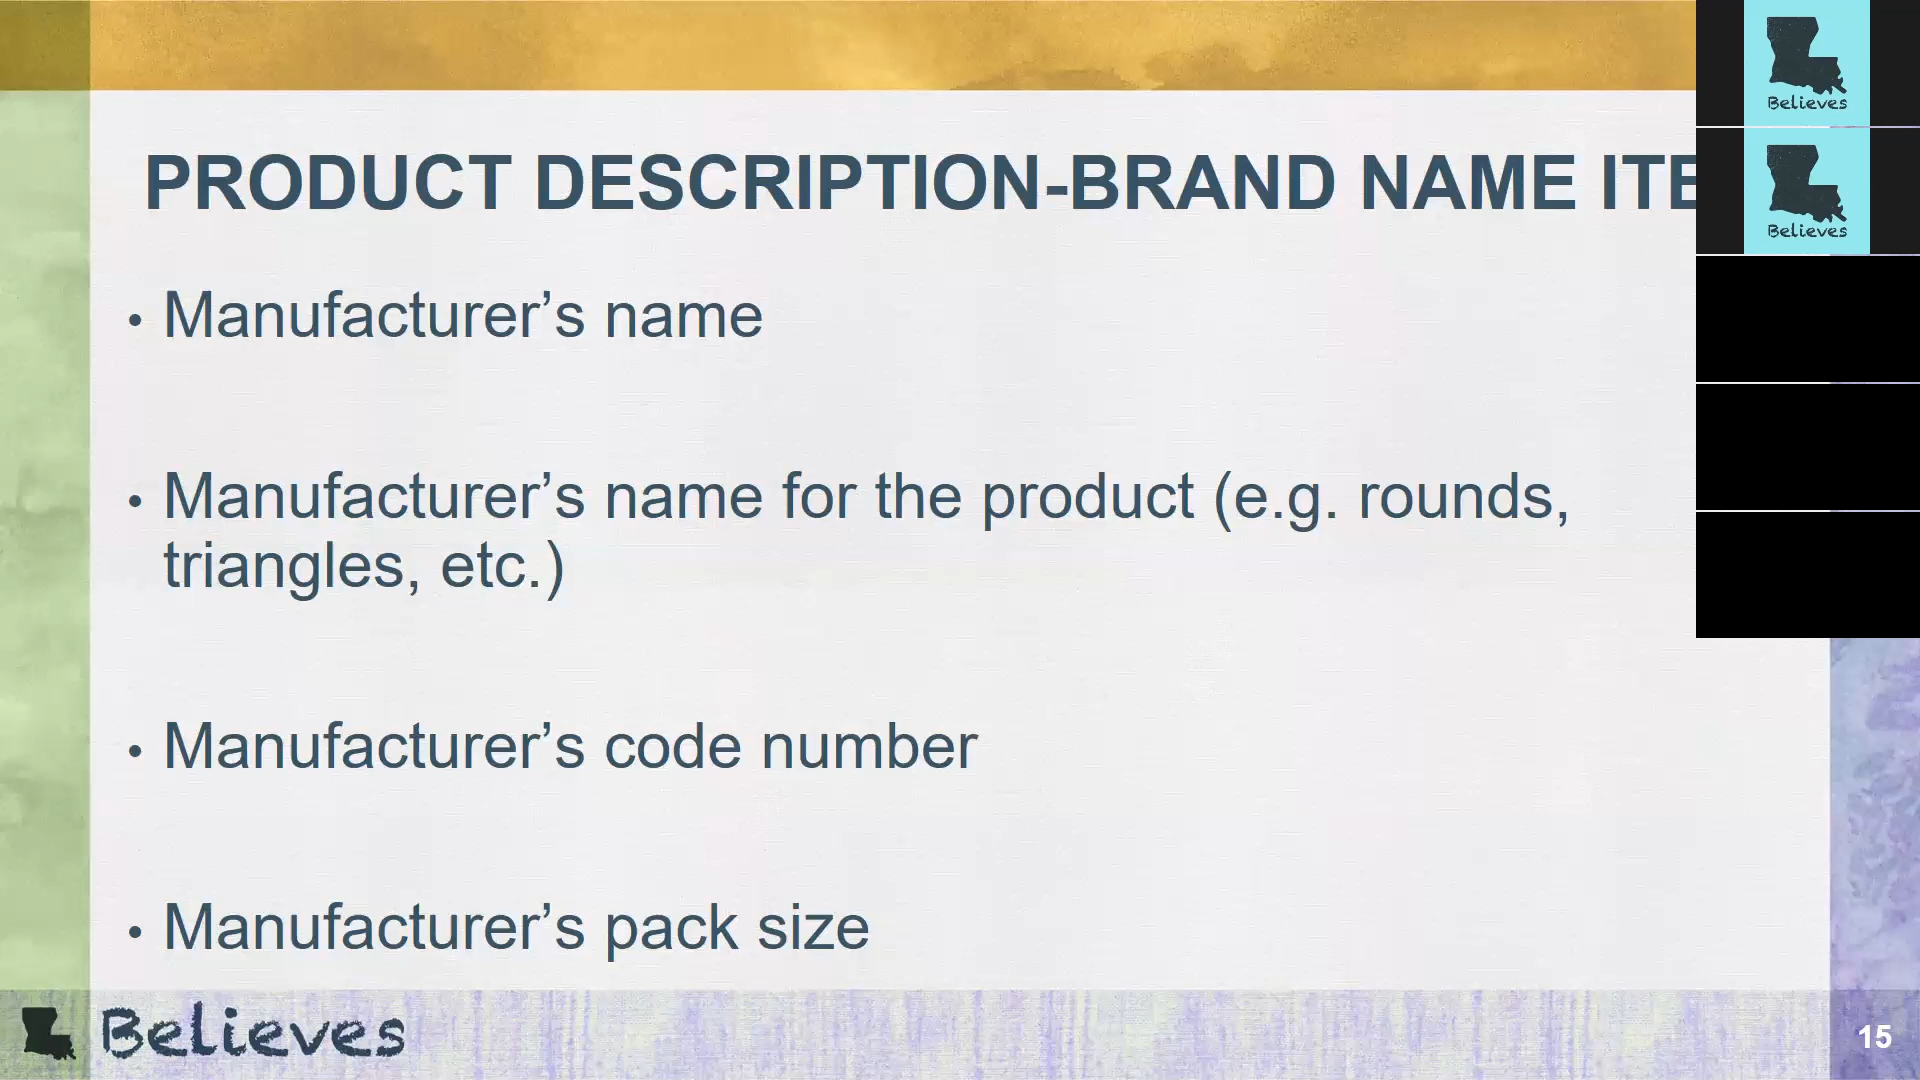 PRODUCT DESCRIPTION-BRAND NAME ITE
• Manufacturer’s name
• Manufacturer’s name for the product (e.g. rounds,
triangles, etc.)
• Manufacturer’s code number
• Manufacturer’s pack size
Believes
15
Believes
Believes